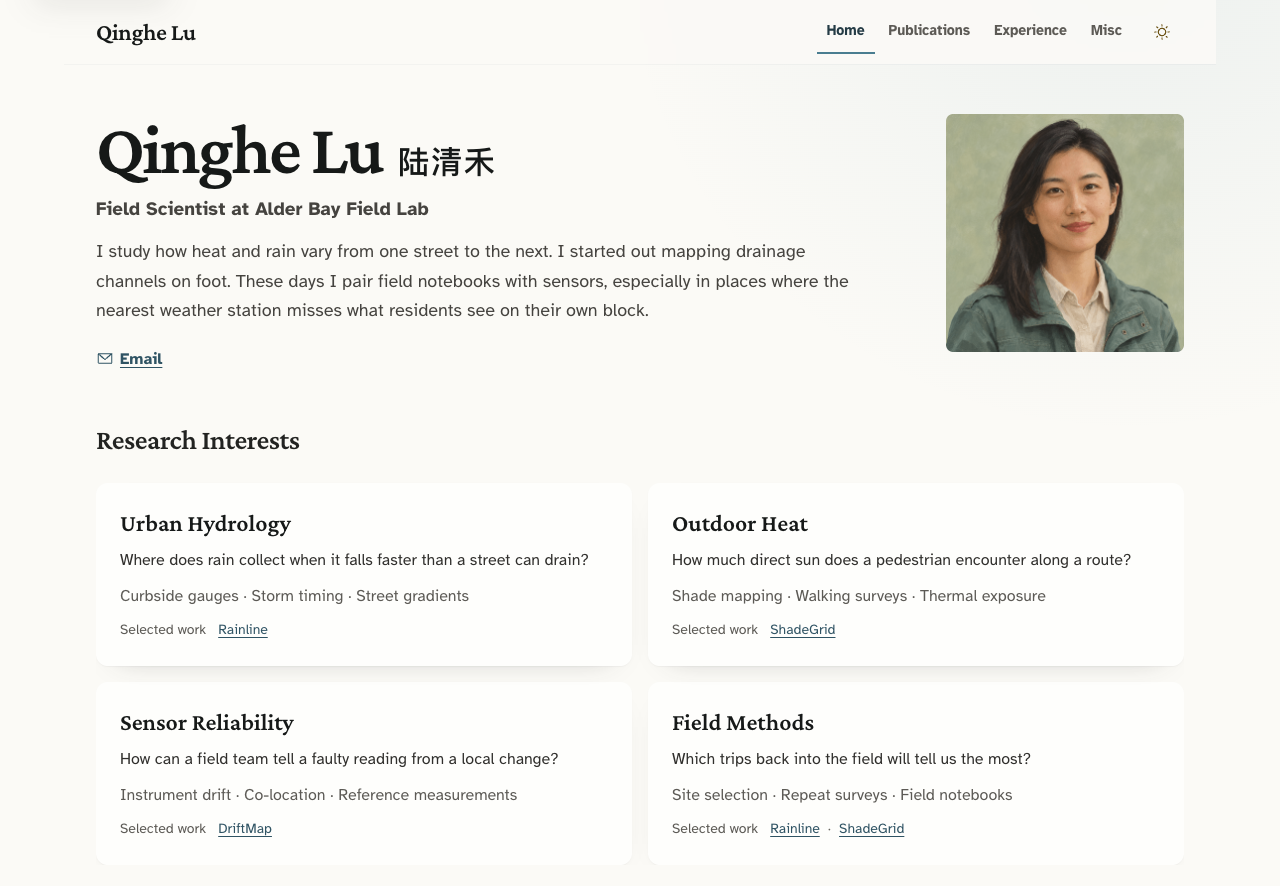 Qinghe Lu
Home Publications Experience Misc
Qinghe Lu 陆清禾
Field Scientist at Alder Bay Field Lab
I study how heat and rain vary from one street to the next. I started out mapping drainage
channels on foot. These days I pair field notebooks with sensors, especially in places where the
nearest weather station misses what residents see on their own block.
Email
Research Interests
Urban Hydrology
Where does rain collect when it falls faster than a street can drain?
Curbside gauges · Storm timing · Street gradients
Selected work Rainline
Outdoor Heat
How much direct sun does a pedestrian encounter along a route?
Shade mapping · Walking surveys · Thermal exposure
Selected work ShadeGrid
Sensor Reliability
How can a field team tell a faulty reading from a local change?
Instrument drift · Co-location · Reference measurements
Selected work DriftMap
Field Methods
Which trips back into the field will tell us the most?
Site selection · Repeat surveys · Field notebooks
Selected work Rainline · ShadeGrid